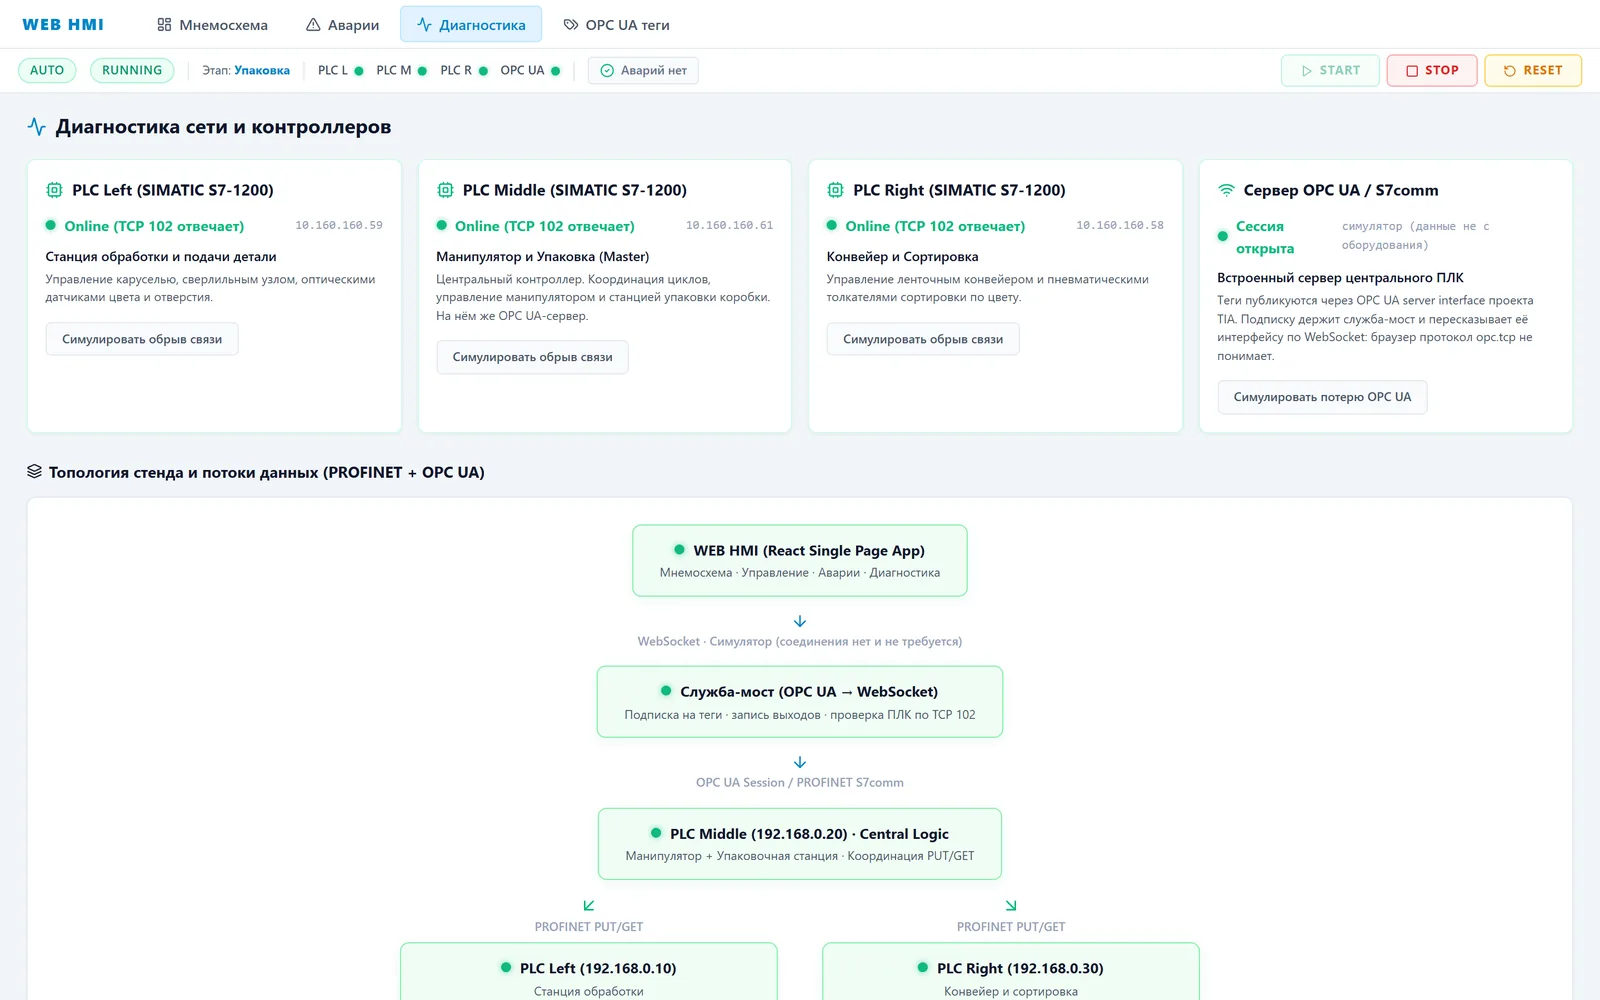 WEB HMI
Мнемосхема
Аварии
Диагностика
OPC UA теги
AUTO
RUNNING
Этап: Упаковка
PLC L
PLC M
PLC R
OPC UA
Аварий нет
START
STOP
RESET
Диагностика сети и контроллеров
PLC Left (SIMATIC S7-1200)
Online (TCP 102 отвечает)
10.160.160.59
Станция обработки и подачи детали
Управление каруселью, сверлильным узлом, оптическими
датчиками цвета и отверстия.
Симулировать обрыв связи
PLC Middle (SIMATIC S7-1200)
Online (TCP 102 отвечает)
10.160.160.61
Манипулятор и Упаковка (Master)
Центральный контроллер. Координация циклов,
управление манипулятором и станцией упаковки коробки.
На нём же OPC UA-сервер.
Симулировать обрыв связи
PLC Right (SIMATIC S7-1200)
Online (TCP 102 отвечает)
10.160.160.58
Конвейер и Сортировка
Управление ленточным конвейером и пневматическими
толкателями сортировки по цвету.
Симулировать обрыв связи
Сервер OPC UA / S7comm
Сессия
открыта
симулятор (данные не с
оборудования)
Встроенный сервер центрального ПЛК
Теги публикуются через OPC UA server interface проекта
TIA. Подписку держит служба-мост и пересказывает её
интерфейсу по WebSocket: браузер протокол opc.tcp не
понимает.
Симулировать потерю OPC UA
Топология стенда и потоки данных (PROFINET + OPC UA)
WEB HMI (React Single Page App)
Мнемосхема · Управление · Аварии · Диагностика
WebSocket · Симулятор (соединения нет и не требуется)
Служба-мост (OPC UA → WebSocket)
Подписка на теги · запись выходов · проверка ПЛК по TCP 102
OPC UA Session / PROFINET S7comm
PLC Middle (192.168.0.20) · Central Logic
Манипулятор + Упаковочная станция · Координация PUT/GET
PROFINET PUT/GET
PROFINET PUT/GET
PLC Left (192.168.0.10)
Станция обработки
PLC Right (192.168.0.30)
Конвейер и сортировка